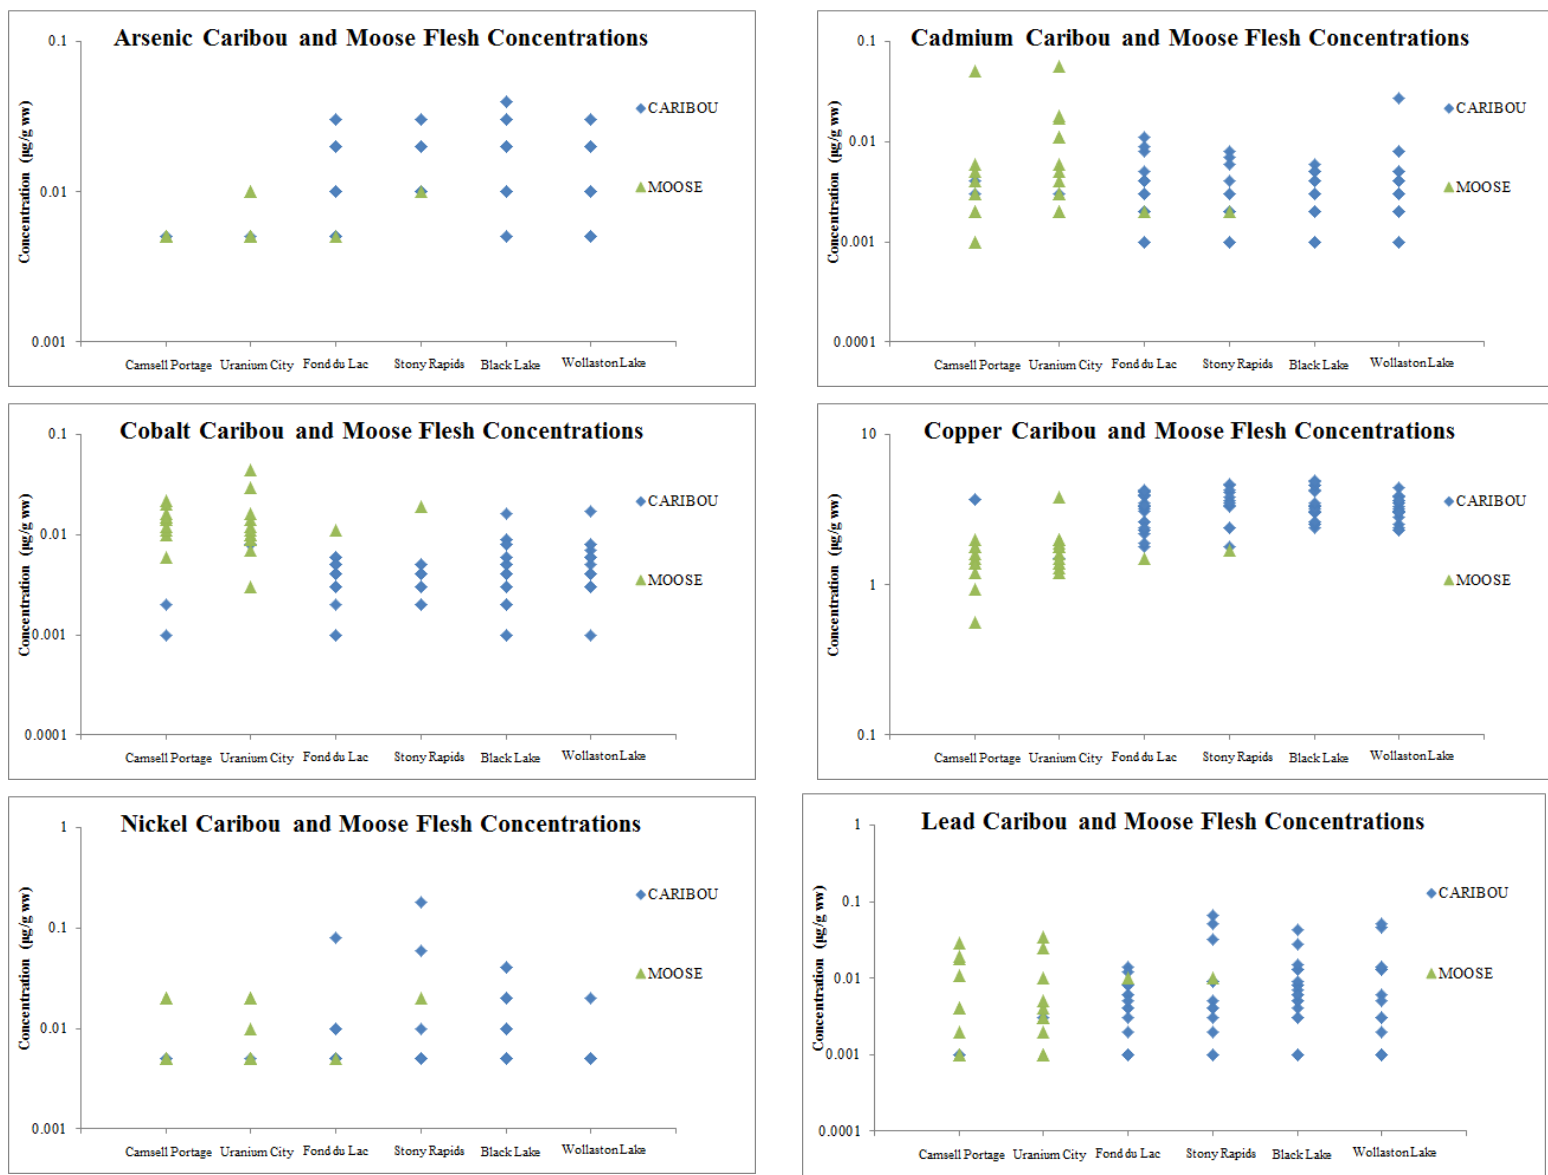 Arsenic Caribou and Moose Flesh Concentrations
0.1
0.01
0.001
Concentration (µg/g ww)
CARIBOU
MOOSE
Camsell Portage Uranium City Fond du Lac Stony Rapids Black Lake Wollaston Lake
Cadmium Caribou and Moose Flesh Concentrations
0.1
0.01
0.001
0.0001
Concentration (µg/g ww)
CARIBOU
MOOSE
Camsell Portage Uranium City Fond du Lac Stony Rapids Black Lake Wollaston Lake
Cobalt Caribou and Moose Flesh Concentrations
0.1
0.01
0.001
0.0001
Concentration (µg/g ww)
CARIBOU
MOOSE
Camsell Portage Uranium City Fond du Lac Stony Rapids Black Lake Wollaston Lake
Copper Caribou and Moose Flesh Concentrations
10
1
0.1
Concentration (µg/g ww)
CARIBOU
MOOSE
Camsell Portage Uranium City Fond du Lac Stony Rapids Black Lake Wollaston Lake
Nickel Caribou and Moose Flesh Concentrations
1
0.1
0.01
0.001
Concentration (µg/g ww)
CARIBOU
MOOSE
Camsell Portage Uranium City Fond du Lac Stony Rapids Black Lake Wollaston Lake
Lead Caribou and Moose Flesh Concentrations
1
0.1
0.01
0.001
0.0001
Concentration (µg/g ww)
CARIBOU
MOOSE
Camsell Portage Uranium City Fond du Lac Stony Rapids Black Lake Wollaston Lake